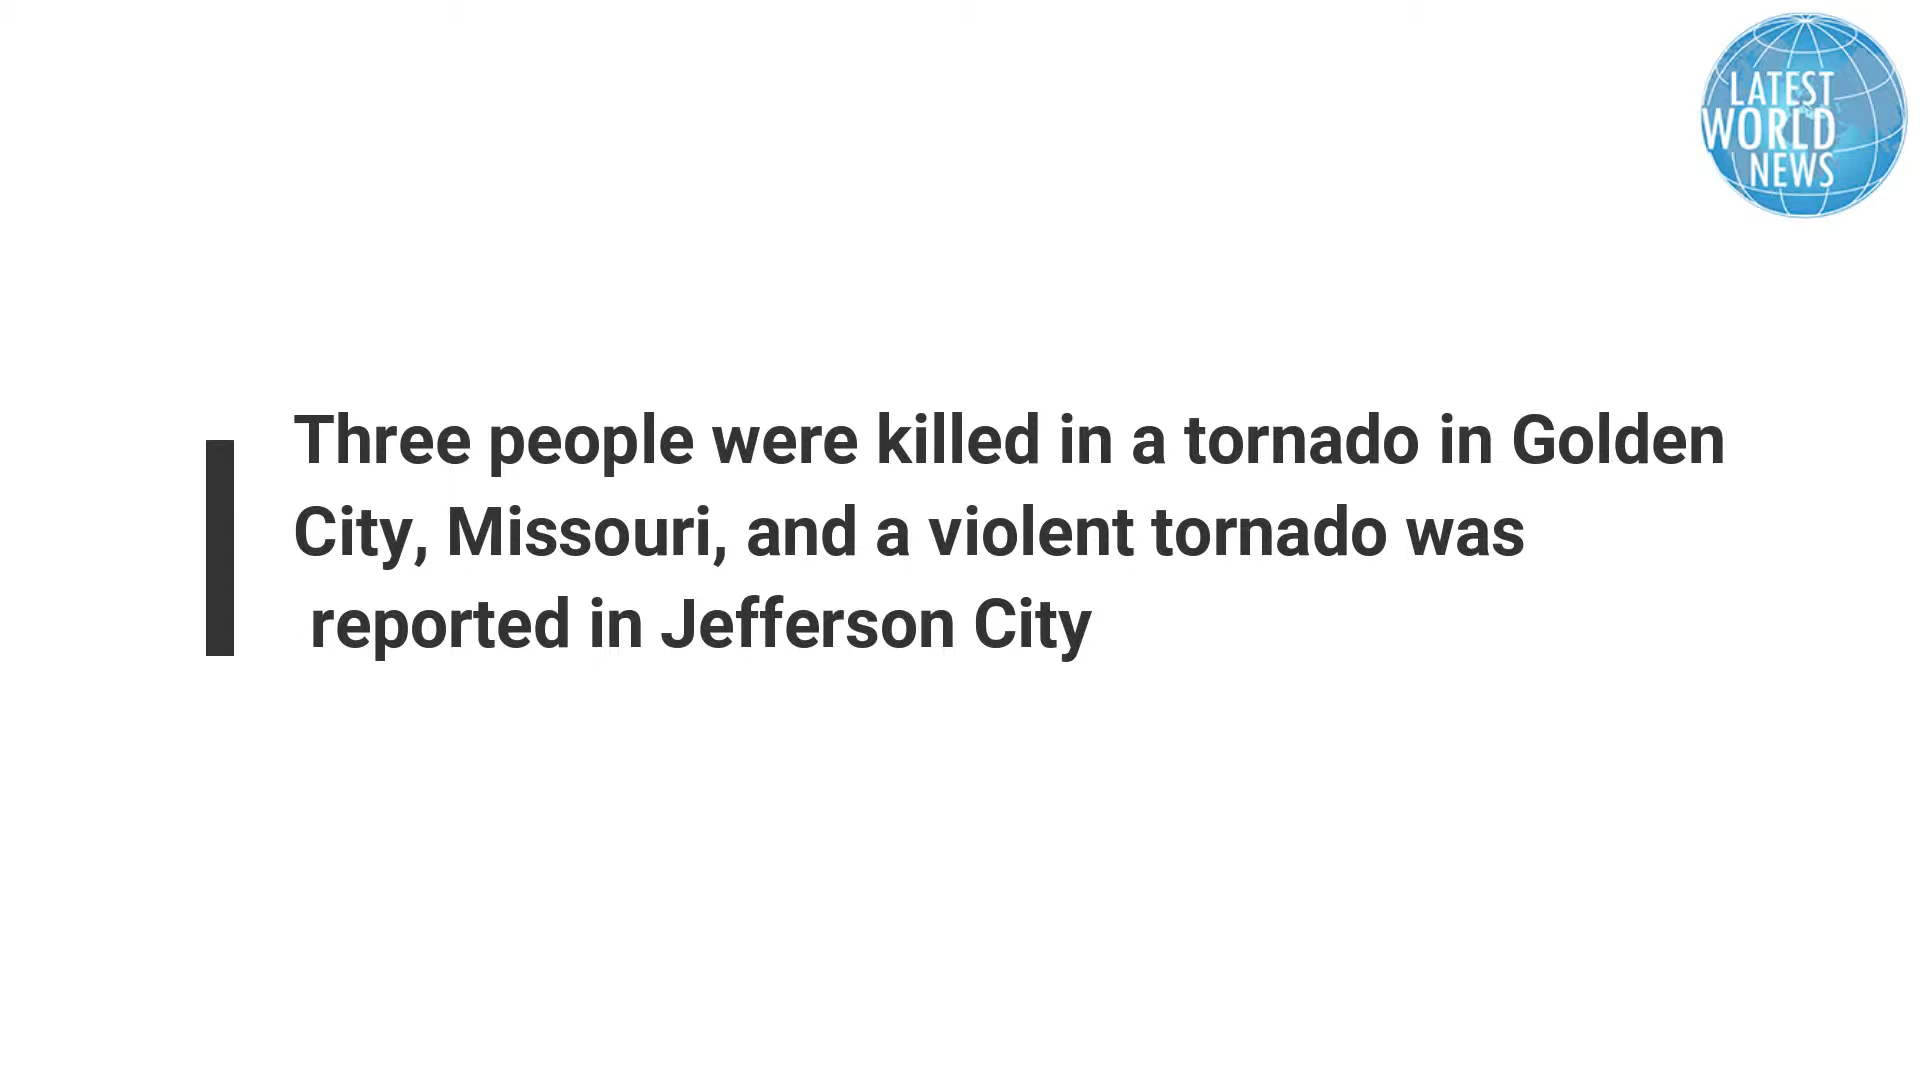 LATEST
WORLD
NEWS
Three people were killed in a tornado in Golden
City, Missouri, and a violent tornado was
reported in Jefferson City